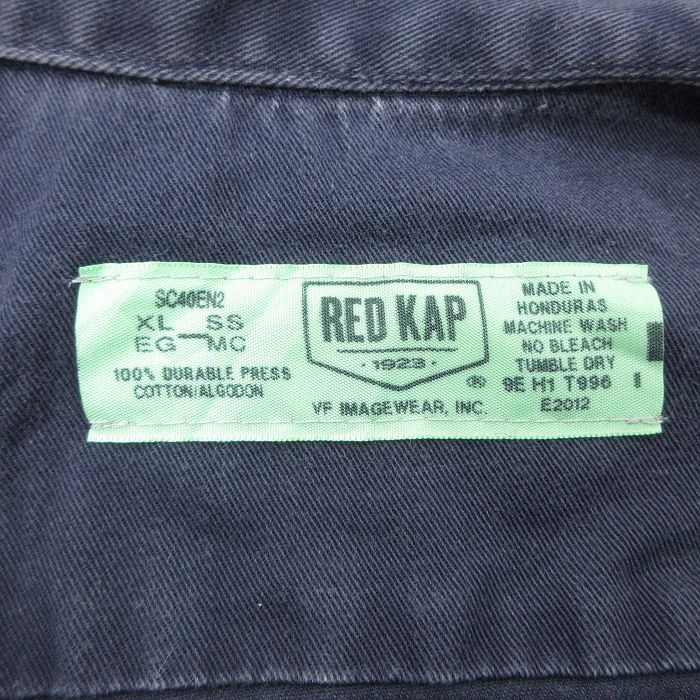 SC40EN2
XL SS
EG MC
100% DURABLE PRESS
COTTON/ALGODON
RED KAP
· 1923 ·
®
VF IMAGEWEAR, INC.
MADE IN
HONDURAS
MACHINE WASH
NO BLEACH
TUMBLE DRY
9E H1 T996 I
E2012